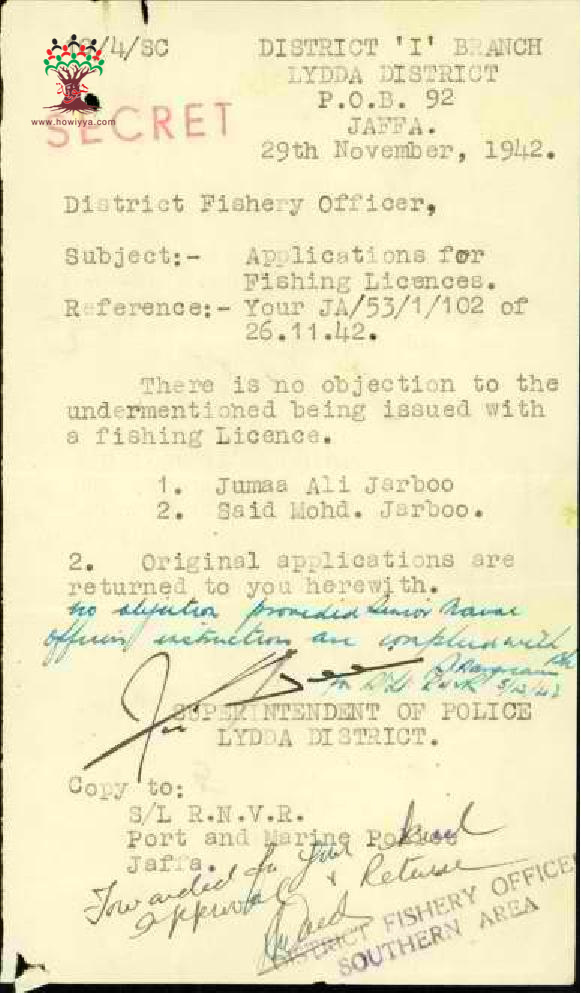 /4/SC
DISTRICT 'I' BRANCH
LYDDA DISTRICT
P.O.B. 92
JAFFA.
29th November, 1942.
www.howiyya.com
SECRET
District Fishery Officer,
Subject:- Applications for
Fishing Licences.
Reference:- Your JA/53/1/102 of
26.11.42.
There is no objection to the
undermentioned being issued with
a fishing Licence.
1. Jumaa Ali Jarboo
2. Said Mohd. Jarboo.
2. Original applications are
returned to you herewith.
no objection provided Senior Naval
Officers instructions are complied with
SUPERINTENDENT OF POLICE
LYDDA DISTRICT.
Copy to:
S/L R.N.V.R.
Port and Marine Police
Jaffa.
Forwarded for your kind
approval & Return
DISTRICT FISHERY OFFICER
SOUTHERN AREA